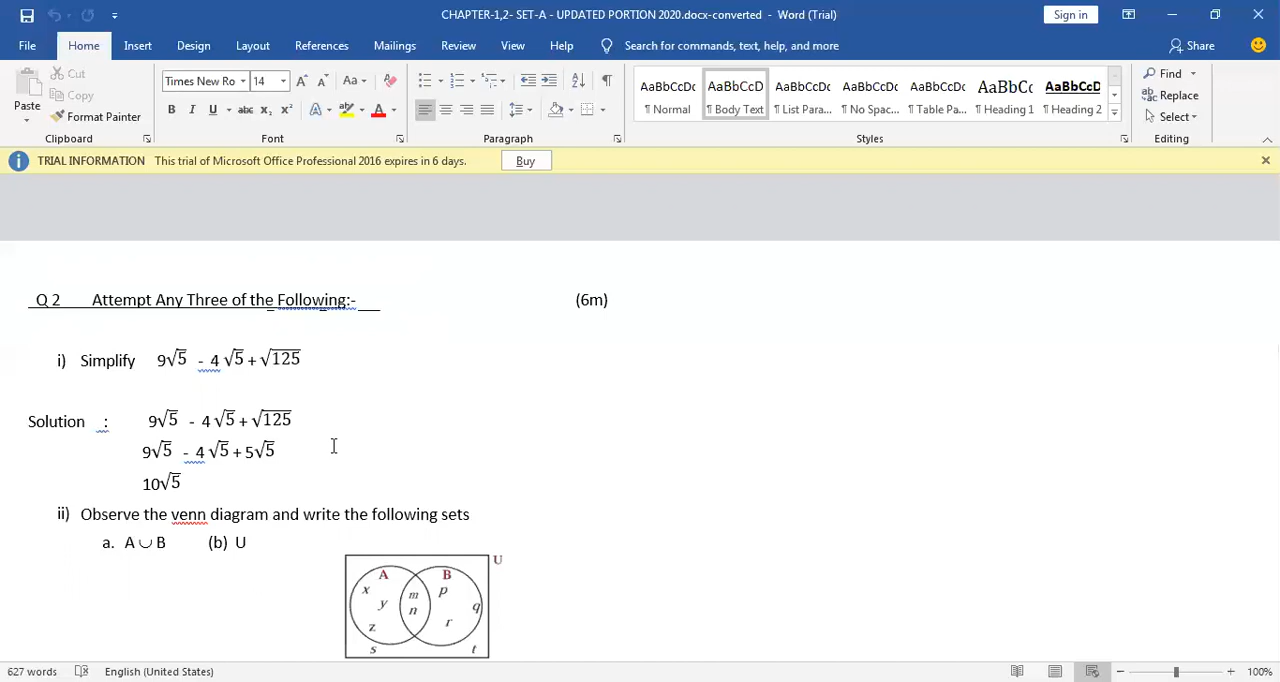 CHAPTER-1,2- SET-A - UPDATED PORTION 2020.docx-converted - Word (Trial)
Sign in
File Home Insert Design Layout References Mailings Review View Help Search for commands, text, help, and more Share
Paste
Cut
Copy
Format Painter
Clipboard
Times New Ro 14
Font
Paragraph
AaBbCcDc AaBbCcD AaBbCcDc AaBbCcDc AaBbCcDc AaBbCc AaBbCcD
¶ Normal ¶ Body Text ¶ List Para... ¶ No Spac... ¶ Table Pa... ¶ Heading 1 ¶ Heading 2
Styles
Find
Replace
Select
Editing
TRIAL INFORMATION This trial of Microsoft Office Professional 2016 expires in 6 days. Buy
Q 2 Attempt Any Three of the Following:- (6m)
i) Simplify 9√5 - 4 √5 + √125
Solution : 9√5 - 4 √5 + √125
9√5 - 4 √5 + 5√5
10√5
ii) Observe the venn diagram and write the following sets
a. A ∪ B (b) U
U
A B
x m p
y n q
z r
s t
627 words English (United States) 100%